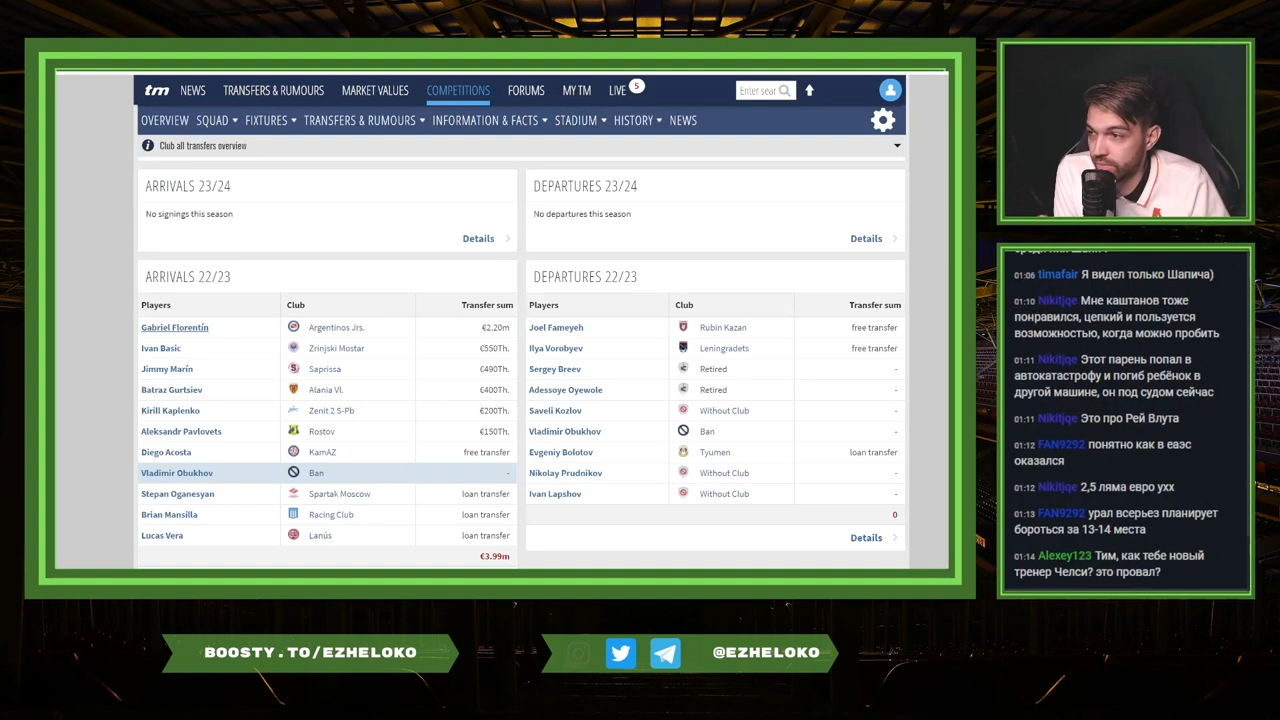 tm NEWS TRANSFERS & RUMOURS MARKET VALUES COMPETITIONS FORUMS MY TM LIVE 5 Enter sear
OVERVIEW SQUAD FIXTURES TRANSFERS & RUMOURS INFORMATION & FACTS STADIUM HISTORY NEWS
Club all transfers overview
ARRIVALS 23/24
No signings this season
Details
DEPARTURES 23/24
No departures this season
Details
ARRIVALS 22/23
Players Club Transfer sum
Gabriel Florentín Argentinos Jrs. €2.20m
Ivan Basic Zrinjski Mostar €550Th.
Jimmy Marín Saprissa €490Th.
Batraz Gurtsiev Alania Vl. €400Th.
Kirill Kaplenko Zenit 2 S-Pb €200Th.
Aleksandr Pavlovets Rostov €150Th.
Diego Acosta KamAZ free transfer
Vladimir Obukhov Ban -
Stepan Oganesyan Spartak Moscow loan transfer
Brian Mansilla Racing Club loan transfer
Lucas Vera Lanús loan transfer
€3.99m
DEPARTURES 22/23
Players Club Transfer sum
Joel Fameyeh Rubin Kazan free transfer
Ilya Vorobyev Leningradets free transfer
Sergey Breev Retired -
Adessoye Oyewole Retired -
Saveli Kozlov Without Club -
Vladimir Obukhov Ban -
Evgeniy Bolotov Tyumen loan transfer
Nikolay Prudnikov Without Club -
Ivan Lapshov Without Club -
0
Details
01:06 timafair Я видел только Шапича)
01:10 Nikitjqe Мне каштанов тоже
понравился, цепкий и пользуется
возможностью, когда можно пробить
01:11 Nikitjqe Этот парень попал в
автокатастрофу и погиб ребёнок в
другой машине, он под судом сейчас
01:11 Nikitjqe Это про Рей Влута
01:12 FAN9292 понятно как в еаэс
оказался
01:12 Nikitjqe 2,5 ляма евро ухх
01:13 FAN9292 урал всерьез планирует
бороться за 13-14 места
01:14 Alexey123 Тим, как тебе новый
тренер Челси? это провал?
BOOSTY.TO/EZHELOKO
@EZHELOKO